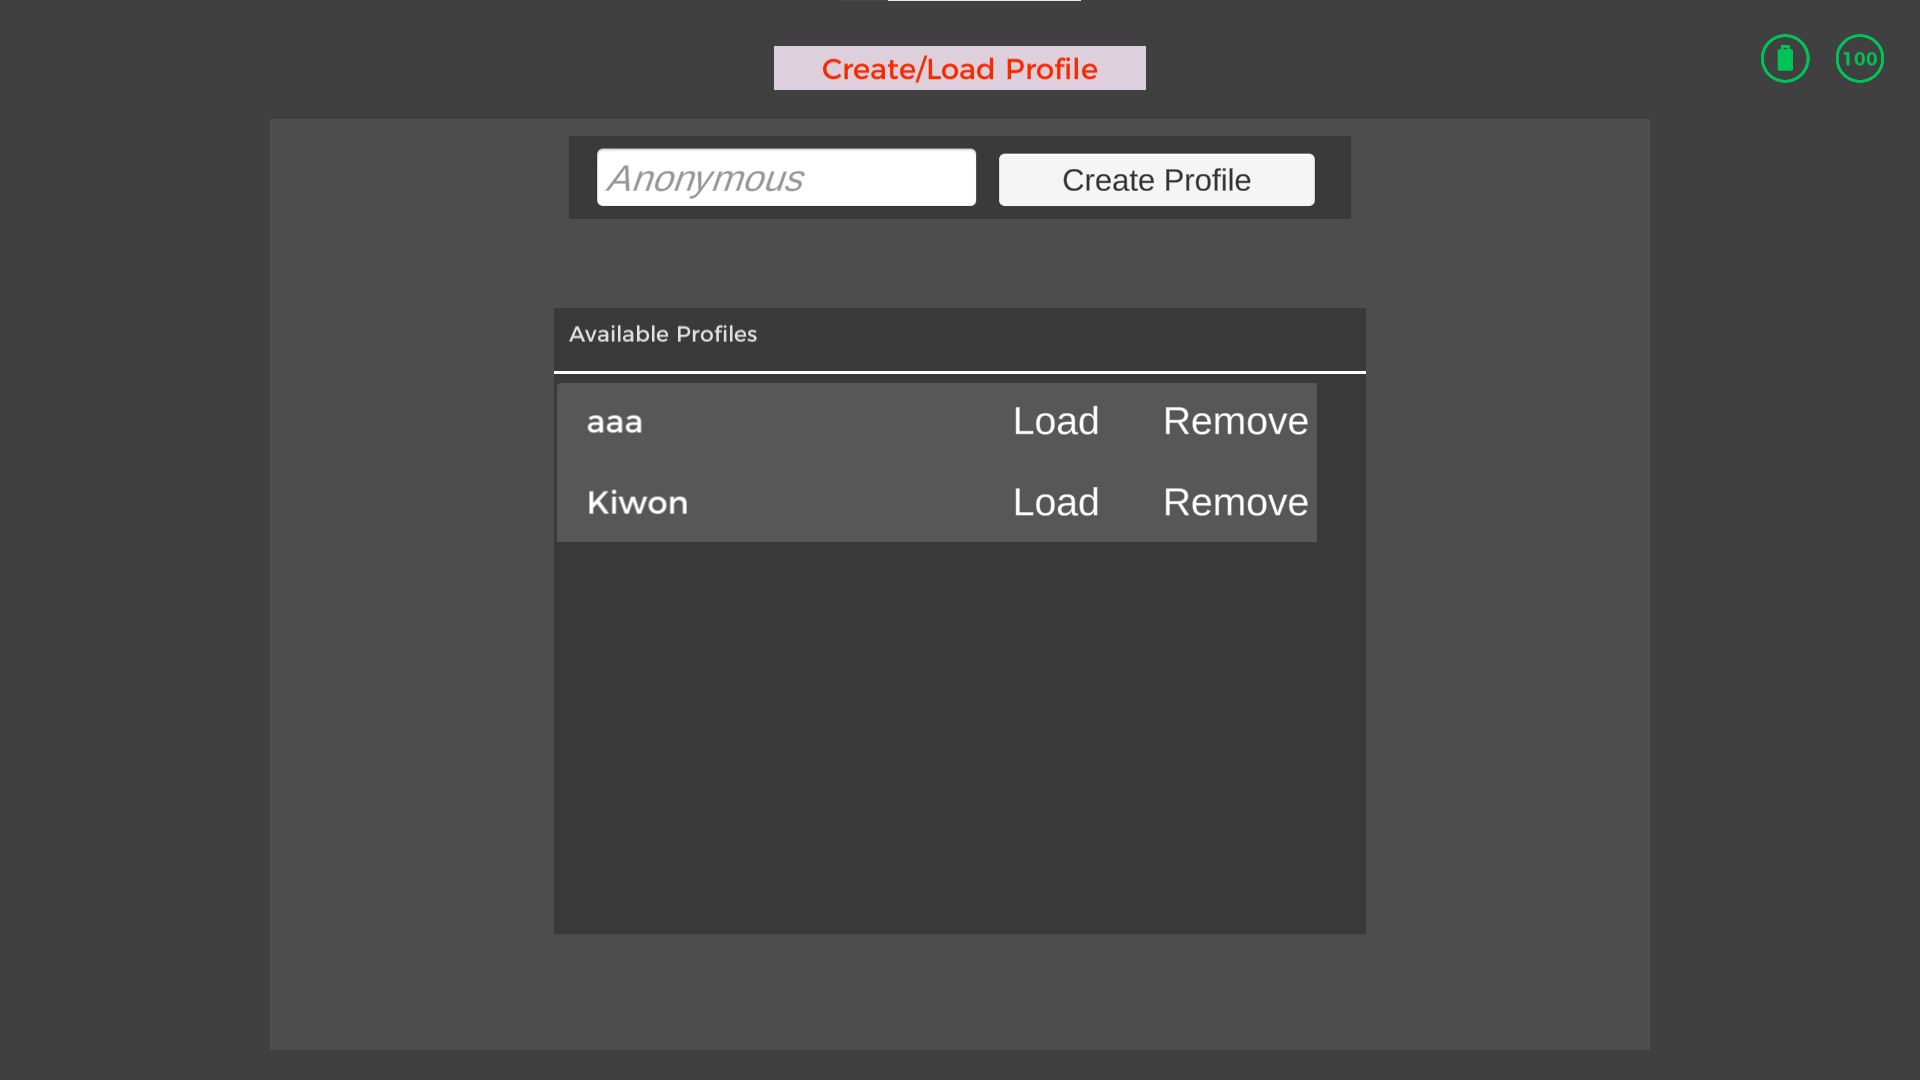 Create/Load Profile
100
Anonymous Create Profile
Available Profiles
aaa Load Remove
Kiwon Load Remove